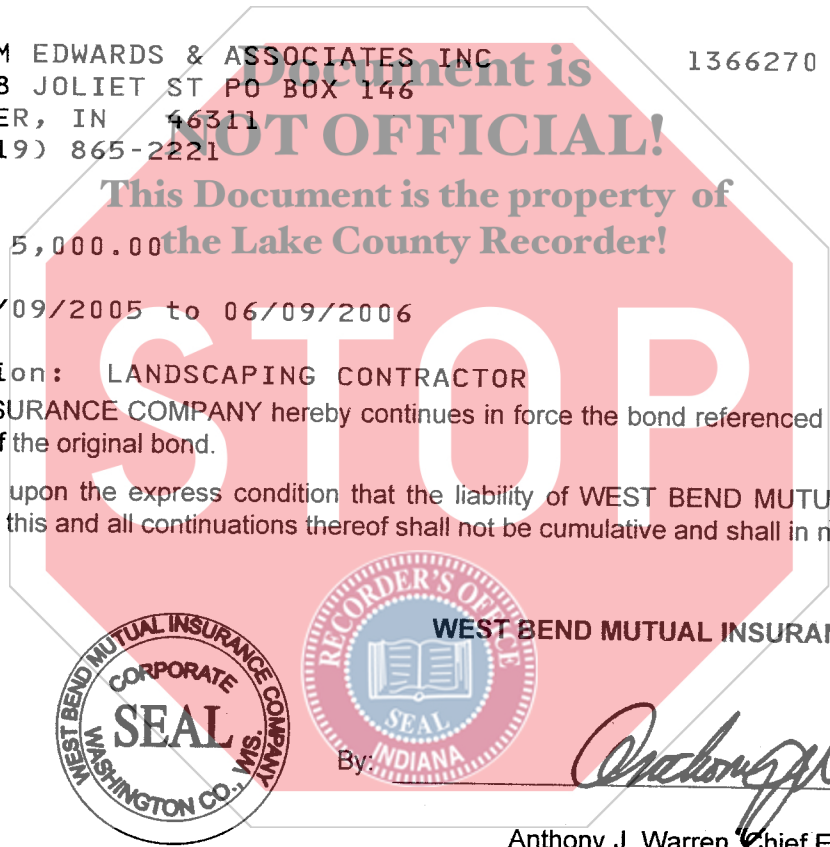 M EDWARDS & ASSOCIATES INC 1366270
8 JOLIET ST PO BOX 146
ER, IN 46311
19) 865-2221
Document is
NOT OFFICIAL!
This Document is the property of
the Lake County Recorder!
5,000.00
/09/2005 to 06/09/2006
ion: LANDSCAPING CONTRACTOR
SURANCE COMPANY hereby continues in force the bond referenced
f the original bond.
upon the express condition that the liability of WEST BEND MUTU
this and all continuations thereof shall not be cumulative and shall in n
STOP
RECORDER'S OFFICE
SEAL
INDIANA
WEST BEND MUTUAL INSURAN
WEST BEND MUTUAL INSURANCE COMPANY
CORPORATE
SEAL
WASHINGTON CO., WIS.
By:
Anthony J. Warren Chief E